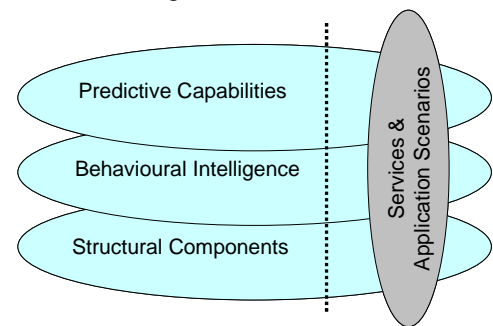 Predictive Capabilities
Behavioural Intelligence
Structural Components
Services &
Application Scenarios